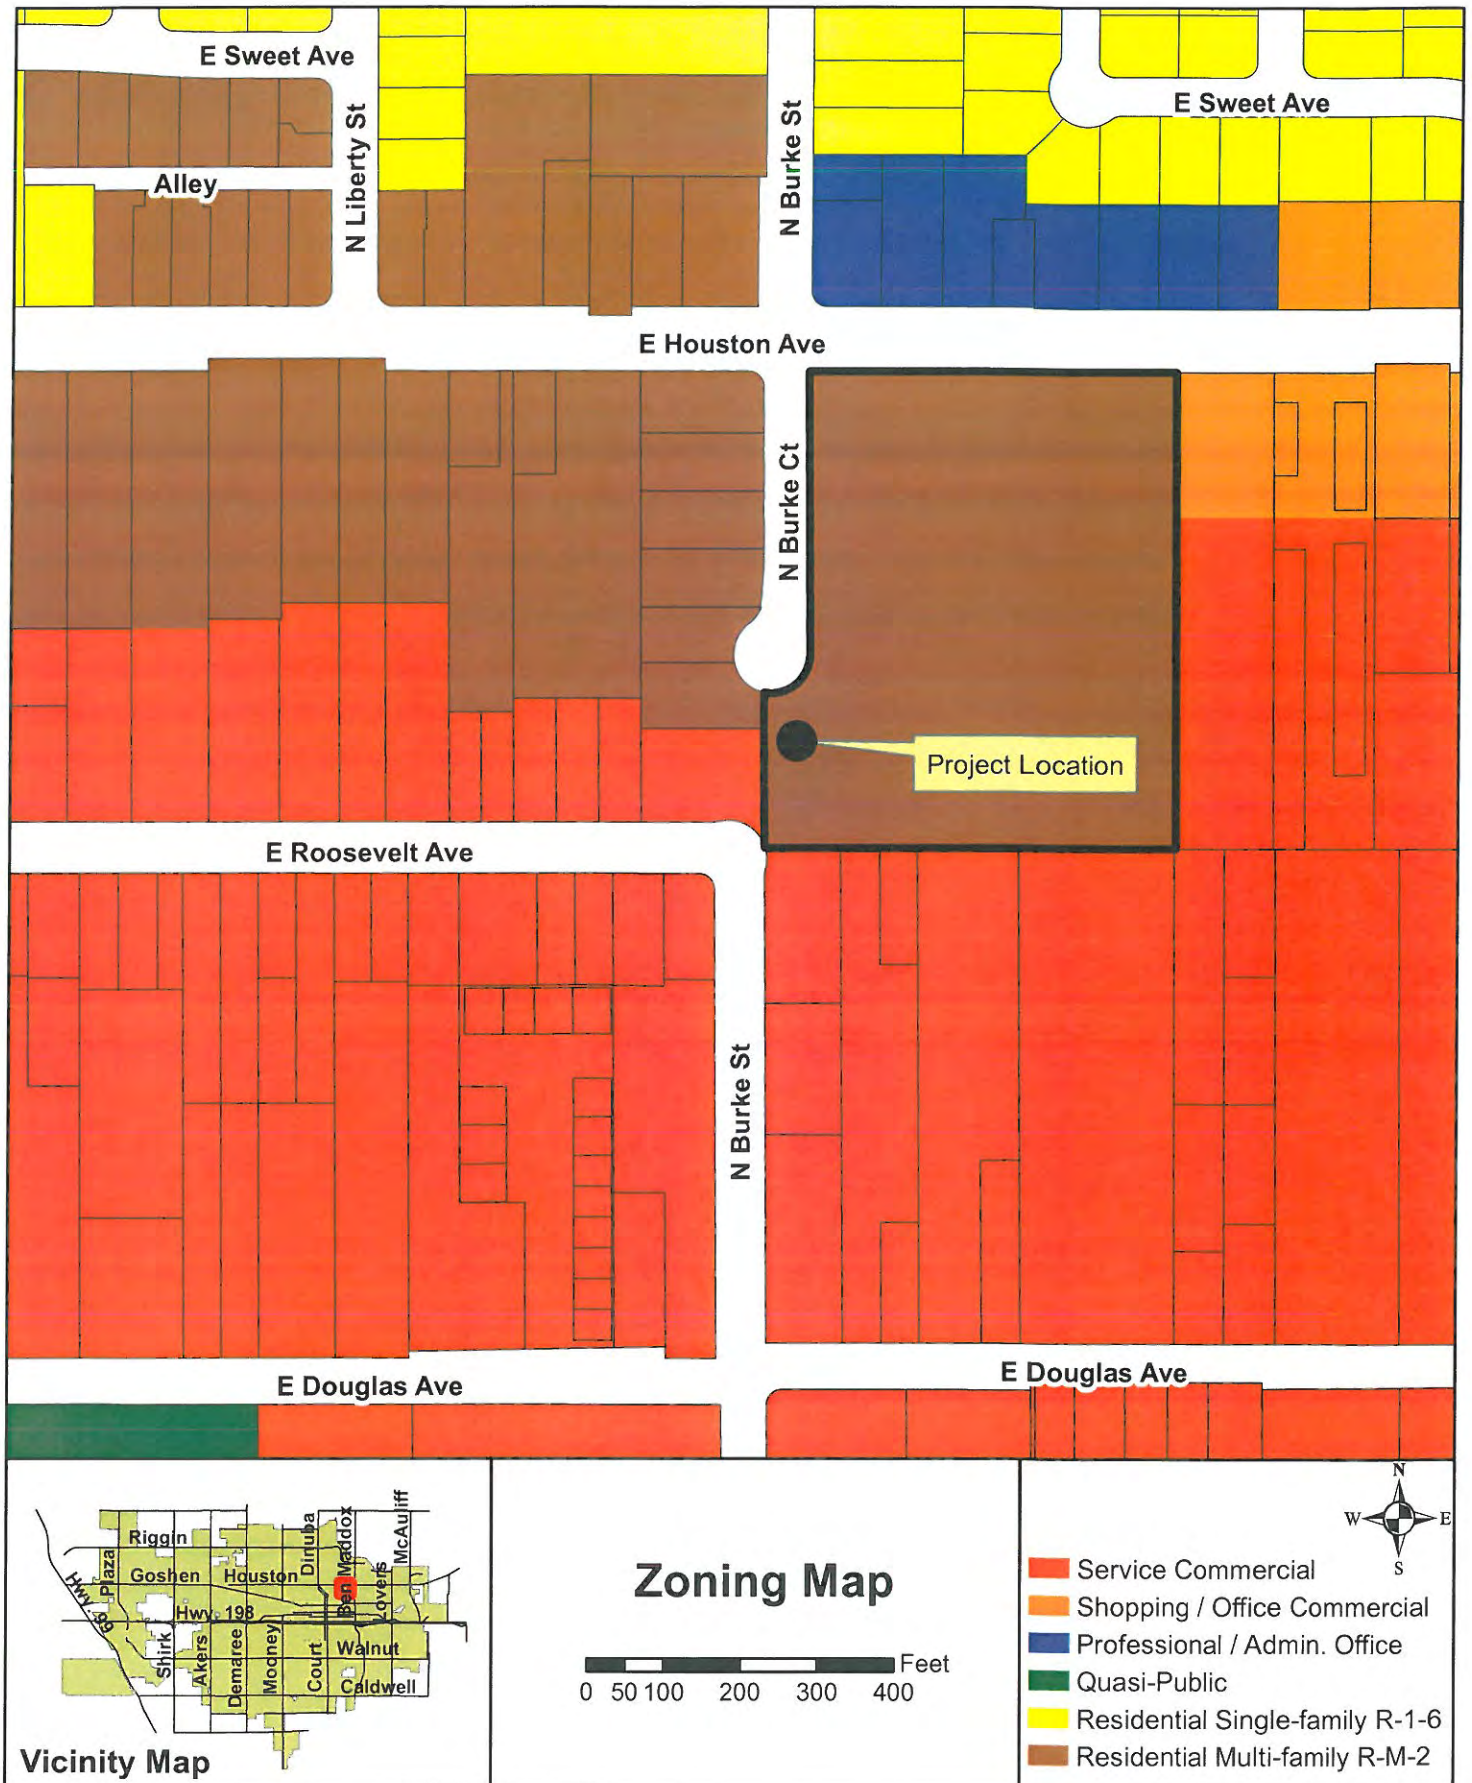 E Sweet Ave
E Sweet Ave
Alley
N Liberty St
N Burke St
E Houston Ave
N Burke Ct
Project Location
E Roosevelt Ave
N Burke St
E Douglas Ave
E Douglas Ave
Riggin
Goshen
Houston
Hwy 198
Hwy 99
Plaza
Shirk
Akers
Demaree
Mooney
Court
Dinuba
Ben Maddox
Lovers
McAuliff
Walnut
Caldwell
Vicinity Map
Zoning Map
Feet
0 50 100 200 300 400
N
W E
S
Service Commercial
Shopping / Office Commercial
Professional / Admin. Office
Quasi-Public
Residential Single-family R-1-6
Residential Multi-family R-M-2